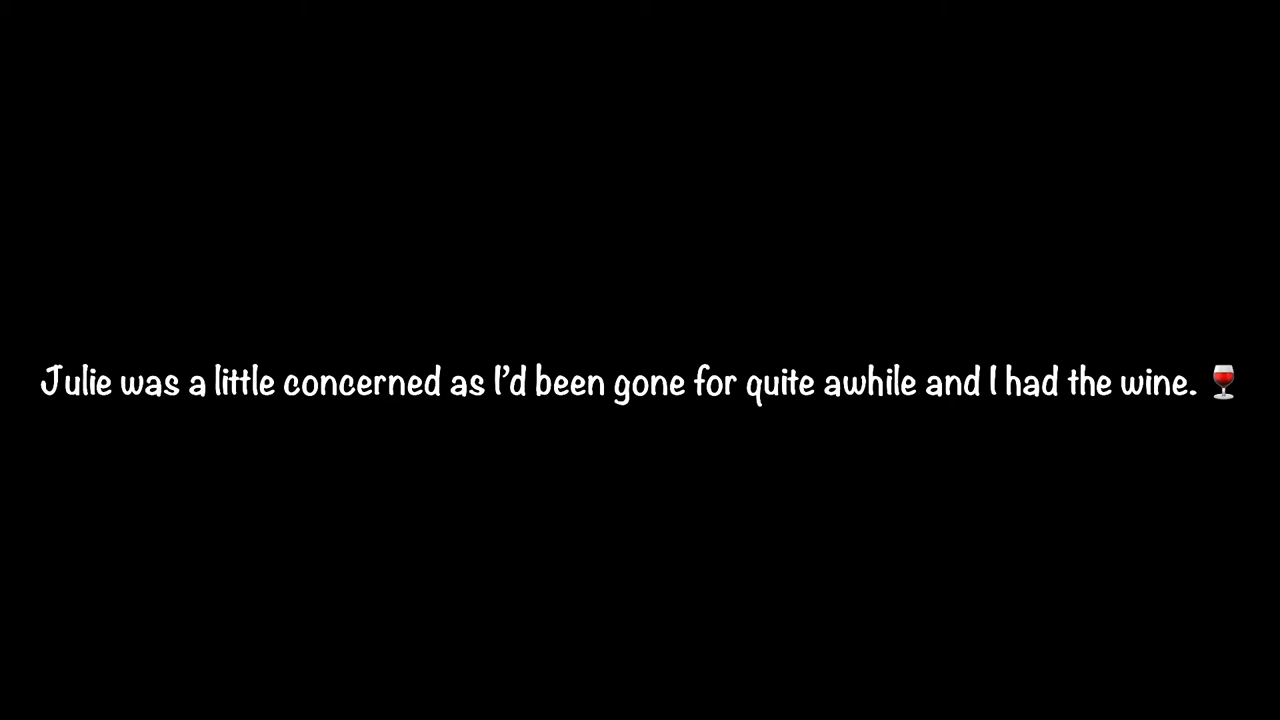 Julie was a little concerned as I’d been gone for quite awhile and I had the wine. 🍷